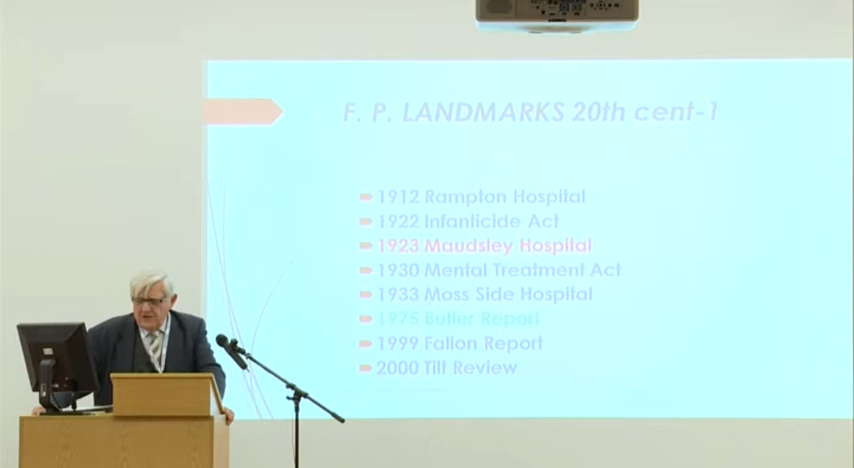 F. P. LANDMARKS 20th cent-1
1912 Rampton Hospital
1922 Infanticide Act
1923 Maudsley Hospital
1930 Mental Treatment Act
1933 Moss Side Hospital
1975 Butler Report
1999 Fallon Report
2000 Tilt Review